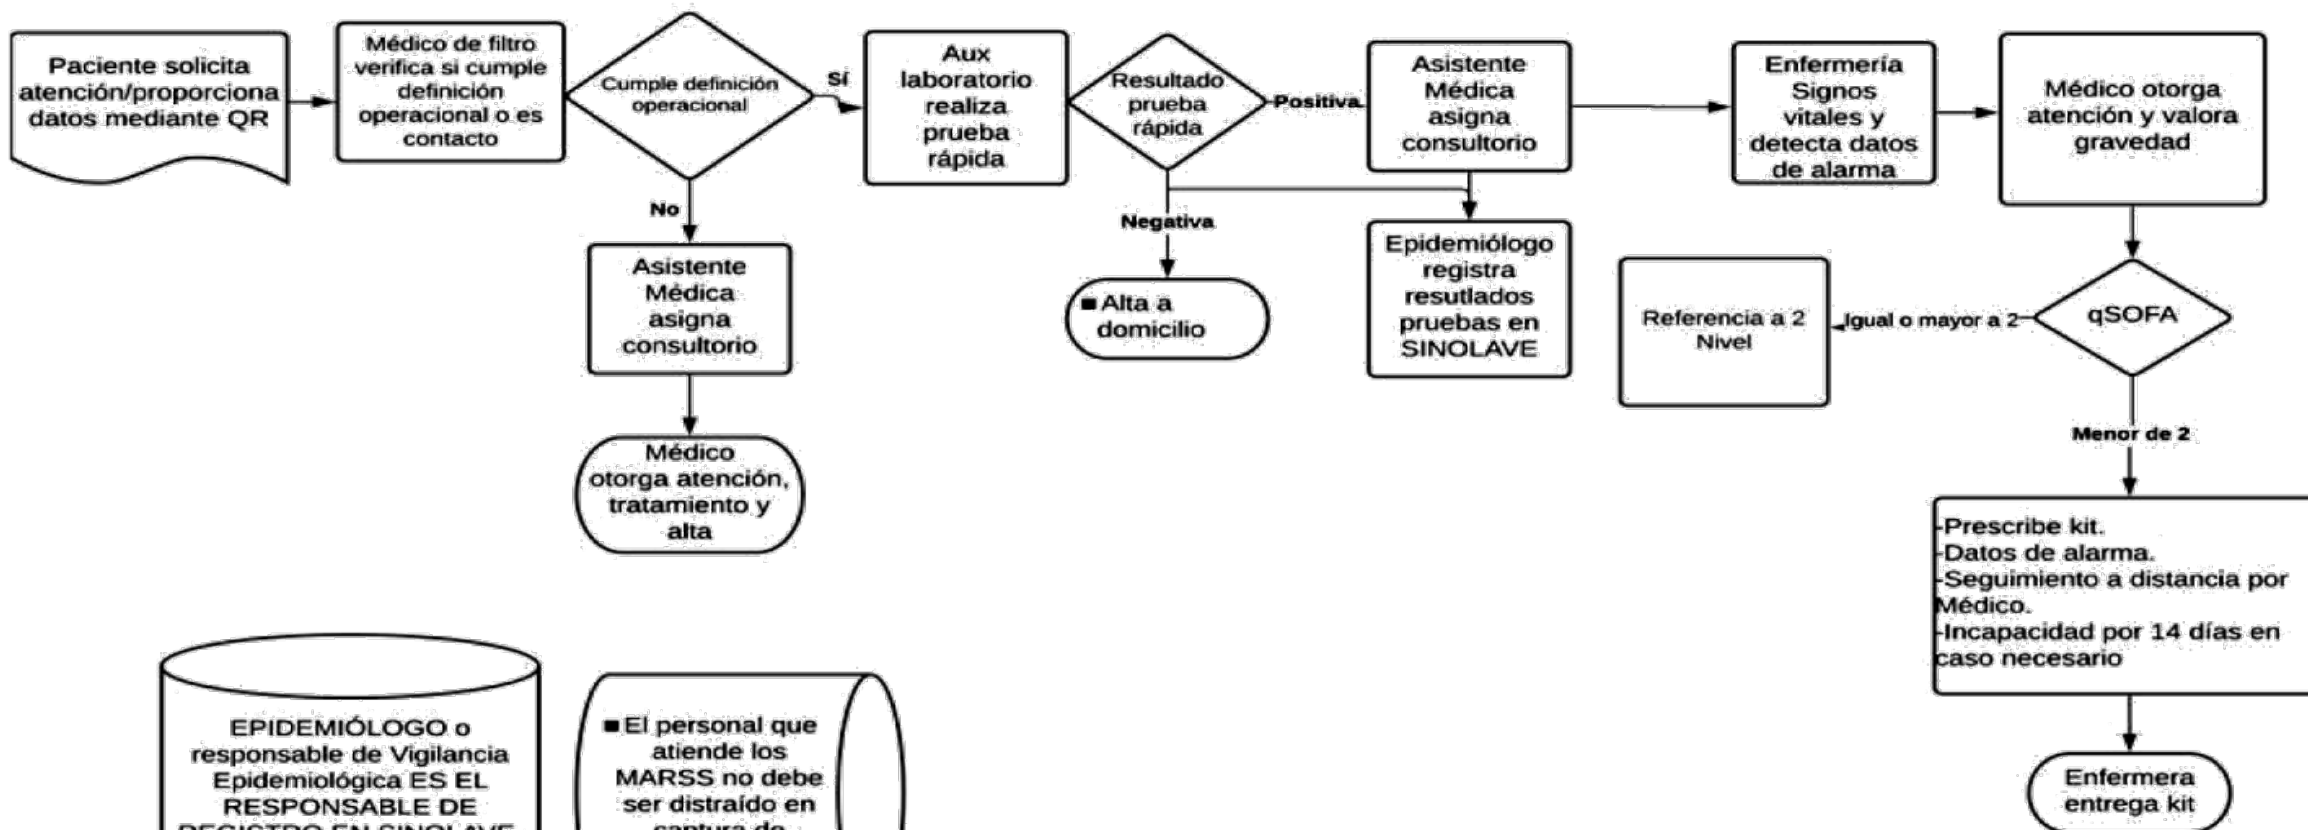 Paciente solicita
atención/proporciona
datos mediante QR
Médico de filtro
verifica si cumple
definición
operacional o es
contacto
Cumple definición
operacional
Sí
No
Asistente
Médica
asigna
consultorio
Médico
otorga atención,
tratamiento y
alta
Aux
laboratorio
realiza
prueba
rápida
Resultado
prueba
rápida
Positiva
Negativa
■ Alta a
domicilio
Asistente
Médica
asigna
consultorio
Epidemiólogo
registra
resutlados
pruebas en
SINOLAVE
Enfermería
Signos
vitales y
detecta datos
de alarma
Médico otorga
atención y valora
gravedad
qSOFA
Igual o mayor a 2
Referencia a 2
Nivel
Menor de 2
-Prescribe kit.
-Datos de alarma.
-Seguimiento a distancia por
Médico.
-Incapacidad por 14 días en
caso necesario
Enfermera
entrega kit
EPIDEMIÓLOGO o
responsable de Vigilancia
Epidemiológica ES EL
RESPONSABLE DE
REGISTRO EN SINOLAVE
■ El personal que
atiende los
MARSS no debe
ser distraído en
captura de